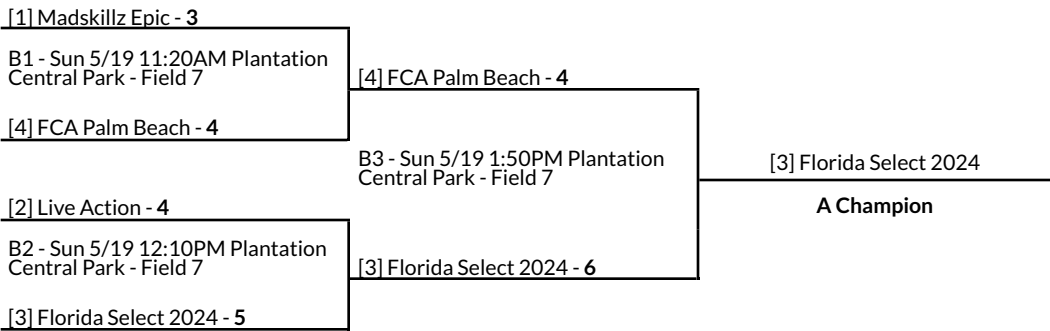 [1] Madskillz Epic - 3
B1 - Sun 5/19 11:20AM Plantation
Central Park - Field 7
[4] FCA Palm Beach - 4
[4] FCA Palm Beach - 4
B3 - Sun 5/19 1:50PM Plantation
Central Park - Field 7
[3] Florida Select 2024
A Champion
[2] Live Action - 4
B2 - Sun 5/19 12:10PM Plantation
Central Park - Field 7
[3] Florida Select 2024 - 6
[3] Florida Select 2024 - 5